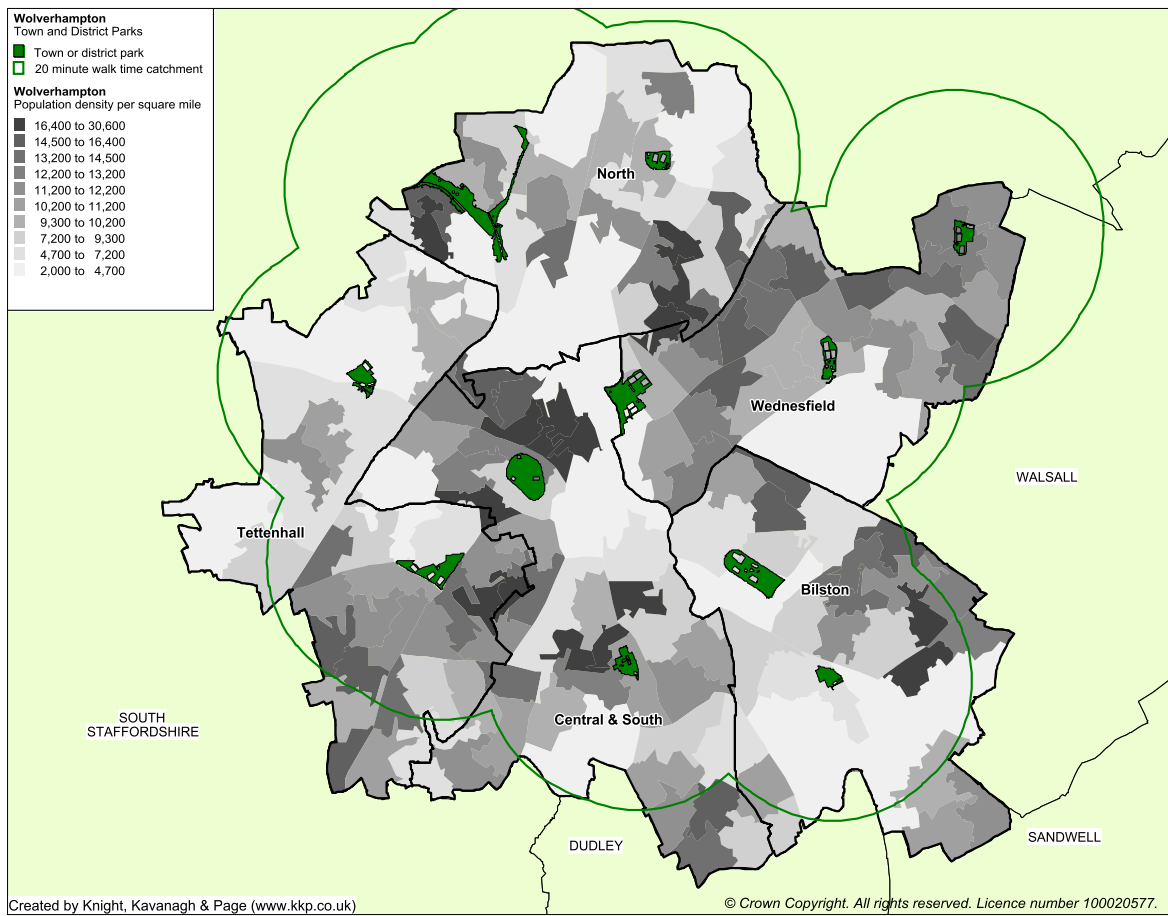 Wolverhampton
Town and District Parks
Town or district park
20 minute walk time catchment
Wolverhampton
Population density per square mile
16,400 to 30,600
14,500 to 16,400
13,200 to 14,500
12,200 to 13,200
11,200 to 12,200
10,200 to 11,200
9,300 to 10,200
7,200 to 9,300
4,700 to 7,200
2,000 to 4,700
North
Wednesfield
WALSALL
Tettenhall
Bilston
SOUTH
STAFFORDSHIRE
Central & South
DUDLEY
SANDWELL
Created by Knight, Kavanagh & Page (www.kkp.co.uk)
© Crown Copyright. All rights reserved. Licence number 100020577.